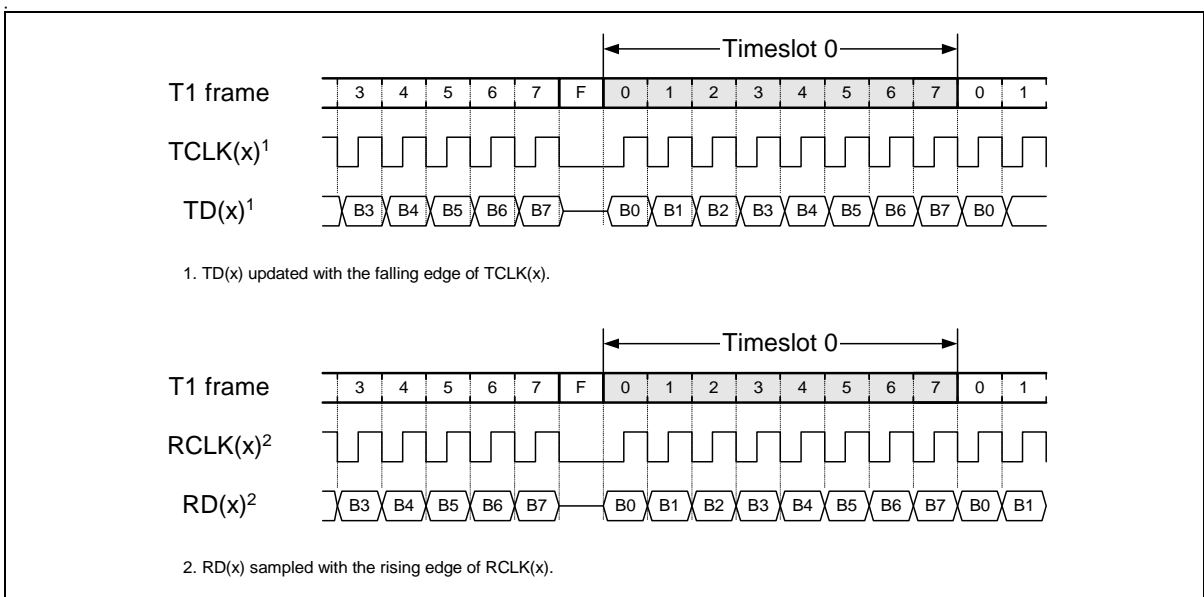 Timeslot 0
T1 frame 3 4 5 6 7 F 0 1 2 3 4 5 6 7 0 1
TCLK(x)1
TD(x)1 B3 B4 B5 B6 B7 B0 B1 B2 B3 B4 B5 B6 B7 B0
1. TD(x) updated with the falling edge of TCLK(x).
Timeslot 0
T1 frame 3 4 5 6 7 F 0 1 2 3 4 5 6 7 0 1
RCLK(x)2
RD(x)2 B3 B4 B5 B6 B7 B0 B1 B2 B3 B4 B5 B6 B7 B0 B1
2. RD(x) sampled with the rising edge of RCLK(x).